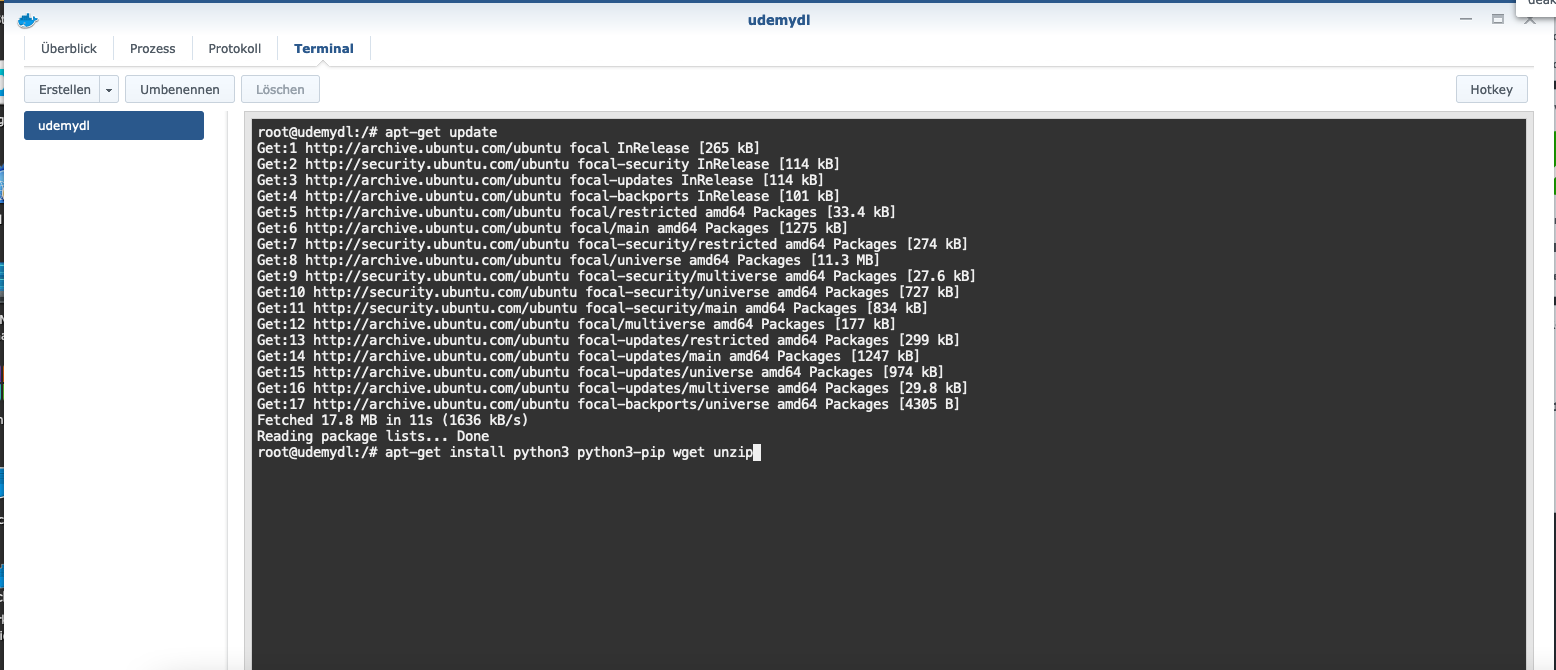 udemydl
Überblick
Prozess
Protokoll
Terminal
Erstellen
Umbenennen
Löschen
Hotkey
udemydl
root@udemydl:/# apt-get update
Get:1 http://archive.ubuntu.com/ubuntu focal InRelease [265 kB]
Get:2 http://security.ubuntu.com/ubuntu focal-security InRelease [114 kB]
Get:3 http://archive.ubuntu.com/ubuntu focal-updates InRelease [114 kB]
Get:4 http://archive.ubuntu.com/ubuntu focal-backports InRelease [101 kB]
Get:5 http://archive.ubuntu.com/ubuntu focal/restricted amd64 Packages [33.4 kB]
Get:6 http://archive.ubuntu.com/ubuntu focal/main amd64 Packages [1275 kB]
Get:7 http://security.ubuntu.com/ubuntu focal-security/restricted amd64 Packages [274 kB]
Get:8 http://archive.ubuntu.com/ubuntu focal/universe amd64 Packages [11.3 MB]
Get:9 http://security.ubuntu.com/ubuntu focal-security/multiverse amd64 Packages [27.6 kB]
Get:10 http://security.ubuntu.com/ubuntu focal-security/universe amd64 Packages [727 kB]
Get:11 http://security.ubuntu.com/ubuntu focal-security/main amd64 Packages [834 kB]
Get:12 http://archive.ubuntu.com/ubuntu focal/multiverse amd64 Packages [177 kB]
Get:13 http://archive.ubuntu.com/ubuntu focal-updates/restricted amd64 Packages [299 kB]
Get:14 http://archive.ubuntu.com/ubuntu focal-updates/main amd64 Packages [1247 kB]
Get:15 http://archive.ubuntu.com/ubuntu focal-updates/universe amd64 Packages [974 kB]
Get:16 http://archive.ubuntu.com/ubuntu focal-updates/multiverse amd64 Packages [29.8 kB]
Get:17 http://archive.ubuntu.com/ubuntu focal-backports/universe amd64 Packages [4305 B]
Fetched 17.8 MB in 11s (1636 kB/s)
Reading package lists... Done
root@udemydl:/# apt-get install python3 python3-pip wget unzip